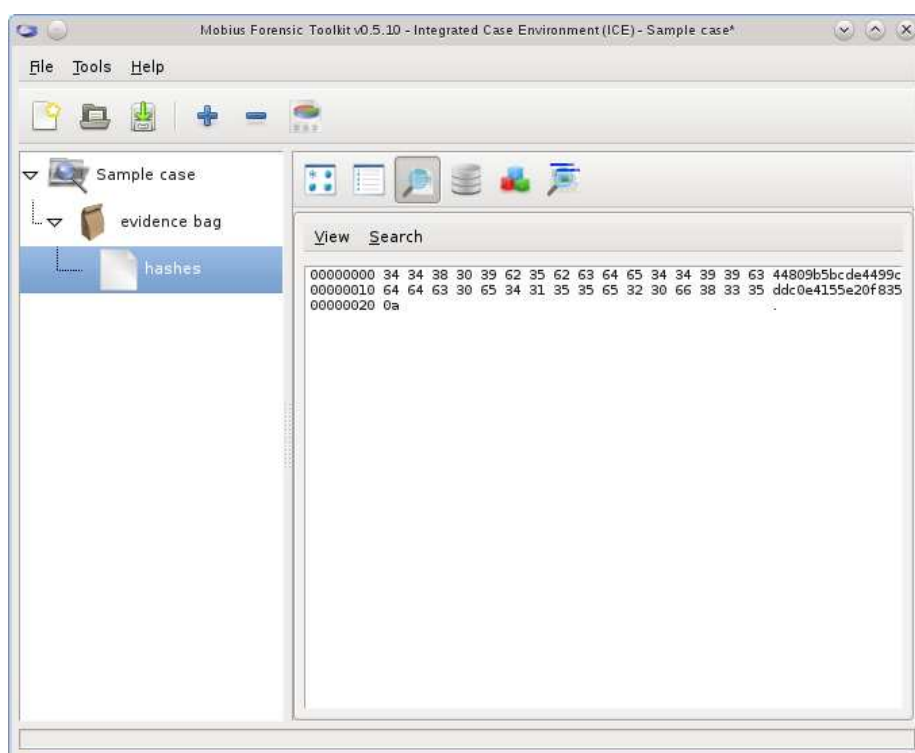 Mobius Forensic Toolkit v0.5.10 - Integrated Case Environment (ICE) - Sample case*
File Tools Help
Sample case
evidence bag
hashes
View Search
00000000 34 34 38 30 39 62 35 62 63 64 65 34 34 39 39 63 44809b5bcde4499c
00000010 64 64 63 30 65 34 31 35 35 65 32 30 66 38 33 35 ddc0e4155e20f835
00000020 0a .